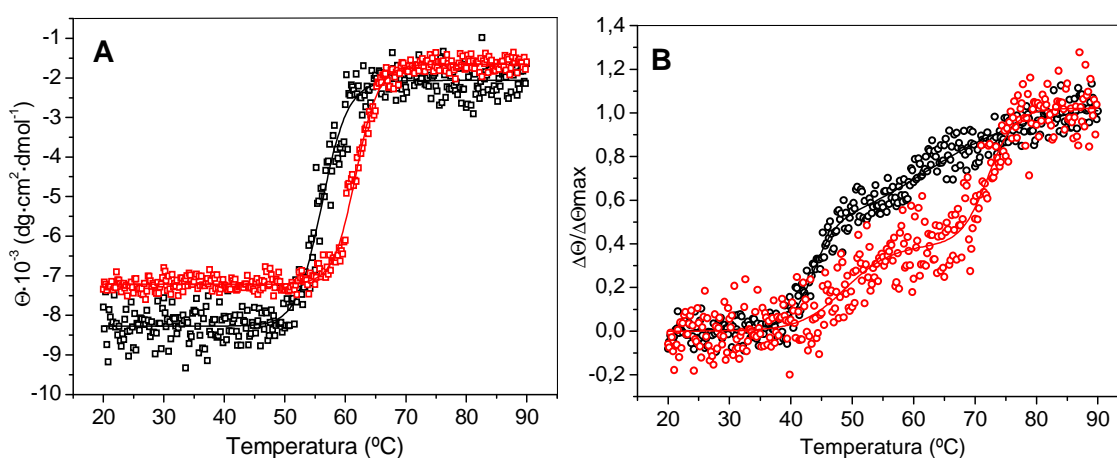 A
-1
-2
-3
-4
-5
-6
-7
-8
-9
-10
Θ·10⁻³ (dg·cm²·dmol⁻¹)
20 30 40 50 60 70 80 90
Temperatura (ºC)
B
1,4
1,2
1,0
0,8
0,6
0,4
0,2
0,0
-0,2
ΔΘ/ΔΘmax
20 30 40 50 60 70 80 90
Temperatura (ºC)